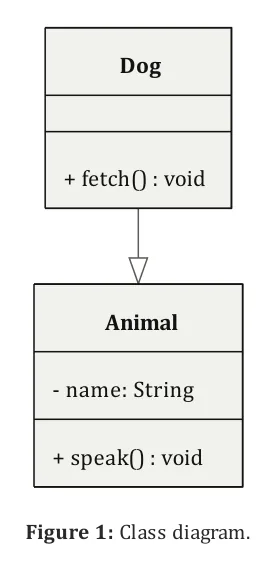 Dog
+ fetch() : void
Animal
- name: String
+ speak() : void
Figure 1: Class diagram.